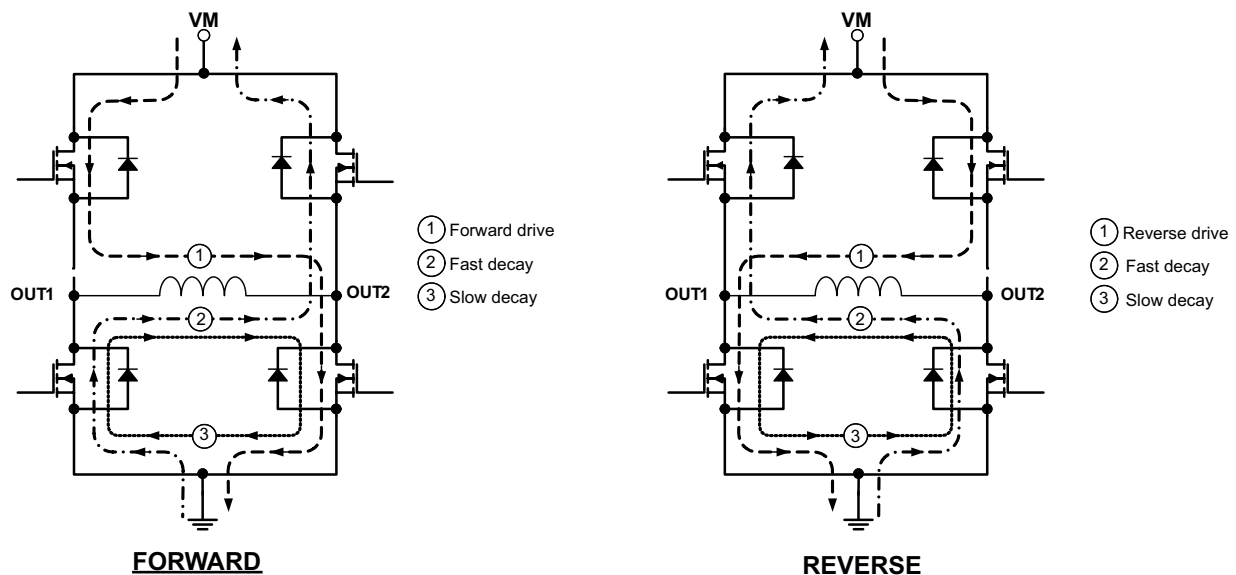 VM
1
OUT1
OUT2
2
3
1 Forward drive
2 Fast decay
3 Slow decay
FORWARD
VM
1
OUT1
OUT2
2
3
1 Reverse drive
2 Fast decay
3 Slow decay
REVERSE